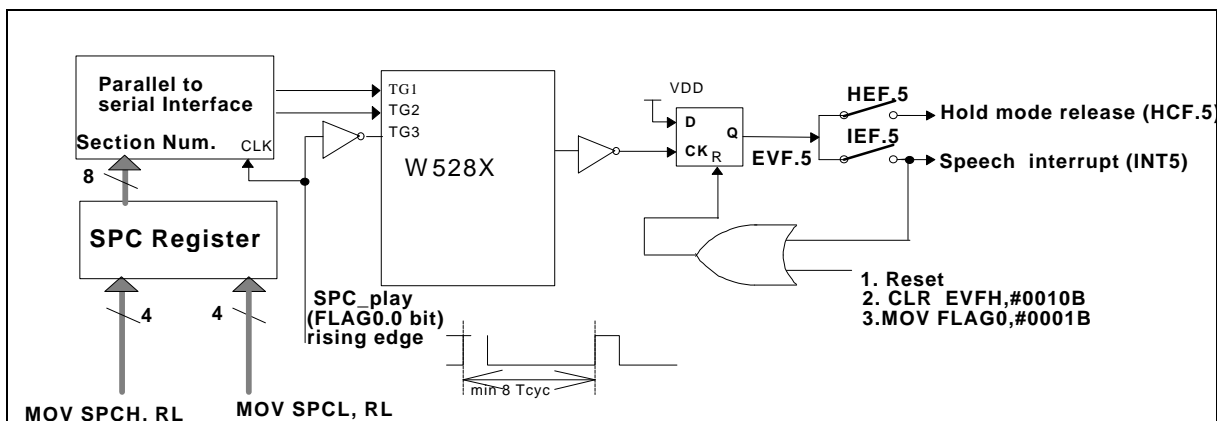 Parallel to
serial Interface
Section Num.
CLK
8
SPC Register
4
4
MOV SPCH, RL
MOV SPCL, RL
TG1
TG2
TG3
W528X
SPC_play
(FLAG0.0 bit)
rising edge
min 8 Tcyc
VDD
D
Q
CK
R
EVF.5
HEF.5
IEF.5
Hold mode release (HCF.5)
Speech interrupt (INT5)
1. Reset
2. CLR EVFH,#0010B
3.MOV FLAG0,#0001B